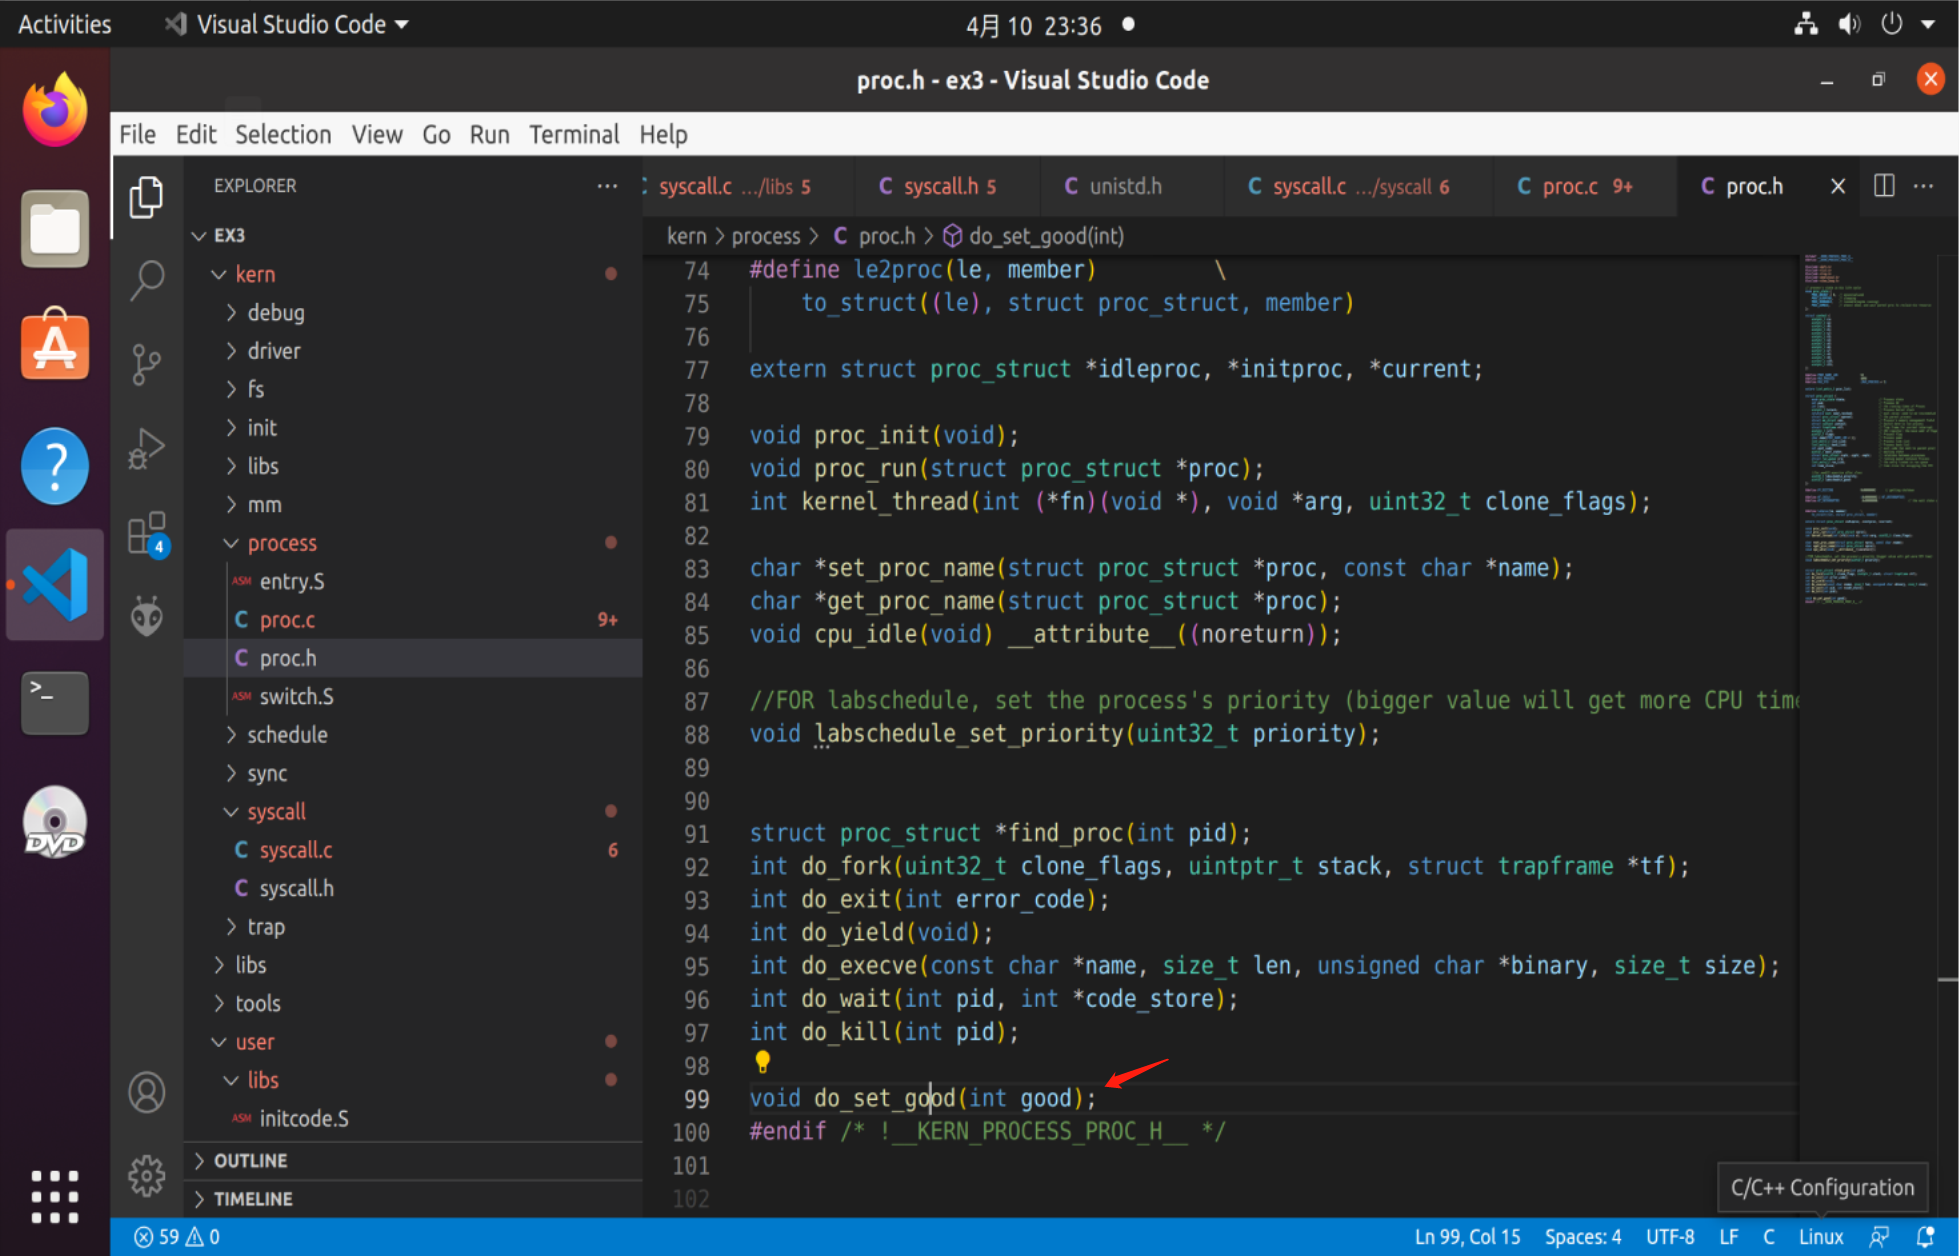 Activities
Visual Studio Code
4月 10 23:36
proc.h - ex3 - Visual Studio Code
File Edit Selection View Go Run Terminal Help
EXPLORER
EX3
kern
debug
driver
fs
init
libs
mm
process
ASM entry.S
C proc.c 9+
C proc.h
ASM switch.S
schedule
sync
syscall
C syscall.c 6
C syscall.h
trap
libs
tools
user
libs
ASM initcode.S
OUTLINE
TIMELINE
4
>_
?
DVD
syscall.c .../libs 5
C syscall.h 5
C unistd.h
C syscall.c .../syscall 6
C proc.c 9+
C proc.h
kern > process > C proc.h > do_set_good(int)
74 #define le2proc(le, member) \
75 to_struct((le), struct proc_struct, member)
76
77 extern struct proc_struct *idleproc, *initproc, *current;
78
79 void proc_init(void);
80 void proc_run(struct proc_struct *proc);
81 int kernel_thread(int (*fn)(void *), void *arg, uint32_t clone_flags);
82
83 char *set_proc_name(struct proc_struct *proc, const char *name);
84 char *get_proc_name(struct proc_struct *proc);
85 void cpu_idle(void) __attribute__((noreturn));
86
87 //FOR labschedule, set the process's priority (bigger value will get more CPU time
88 void labschedule_set_priority(uint32_t priority);
89
90
91 struct proc_struct *find_proc(int pid);
92 int do_fork(uint32_t clone_flags, uintptr_t stack, struct trapframe *tf);
93 int do_exit(int error_code);
94 int do_yield(void);
95 int do_execve(const char *name, size_t len, unsigned char *binary, size_t size);
96 int do_wait(int pid, int *code_store);
97 int do_kill(int pid);
98
99 void do_set_good(int good);
100 #endif /* !__KERN_PROCESS_PROC_H__ */
101
102
C/C++ Configuration
59 0
Ln 99, Col 15 Spaces: 4 UTF-8 LF C Linux